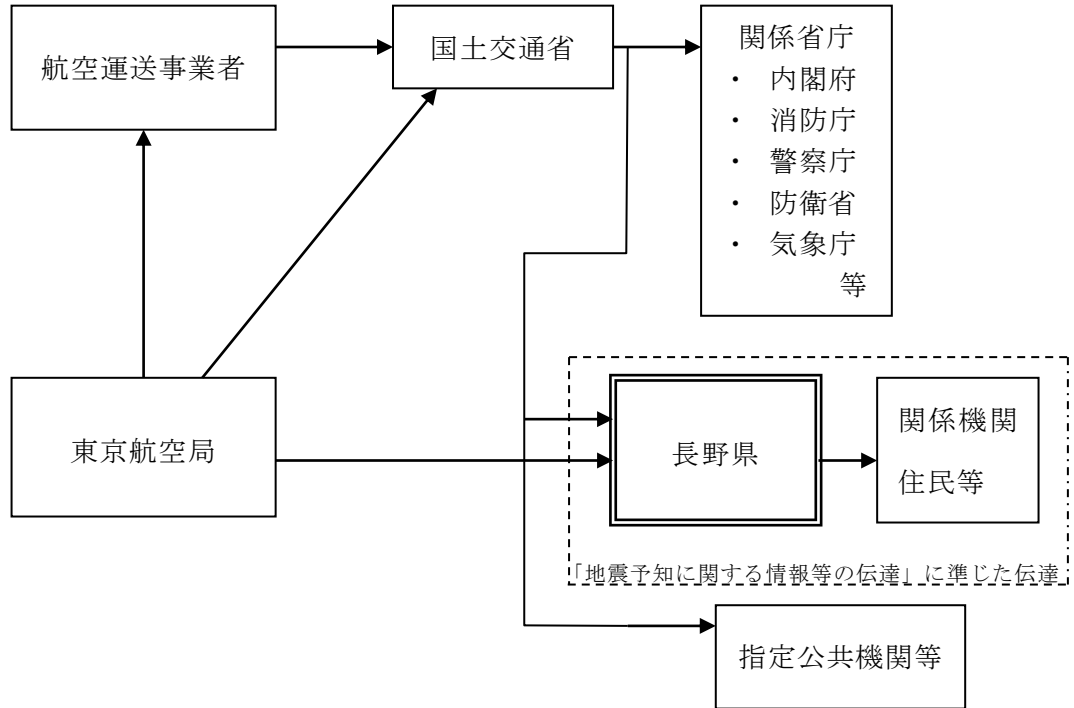 航空運送事業者
国土交通省
関係省庁
・ 内閣府
・ 消防庁
・ 警察庁
・ 防衛省
・ 気象庁
等
東京航空局
長野県
関係機関
住民等
「地震予知に関する情報等の伝達」に準じた伝達
指定公共機関等